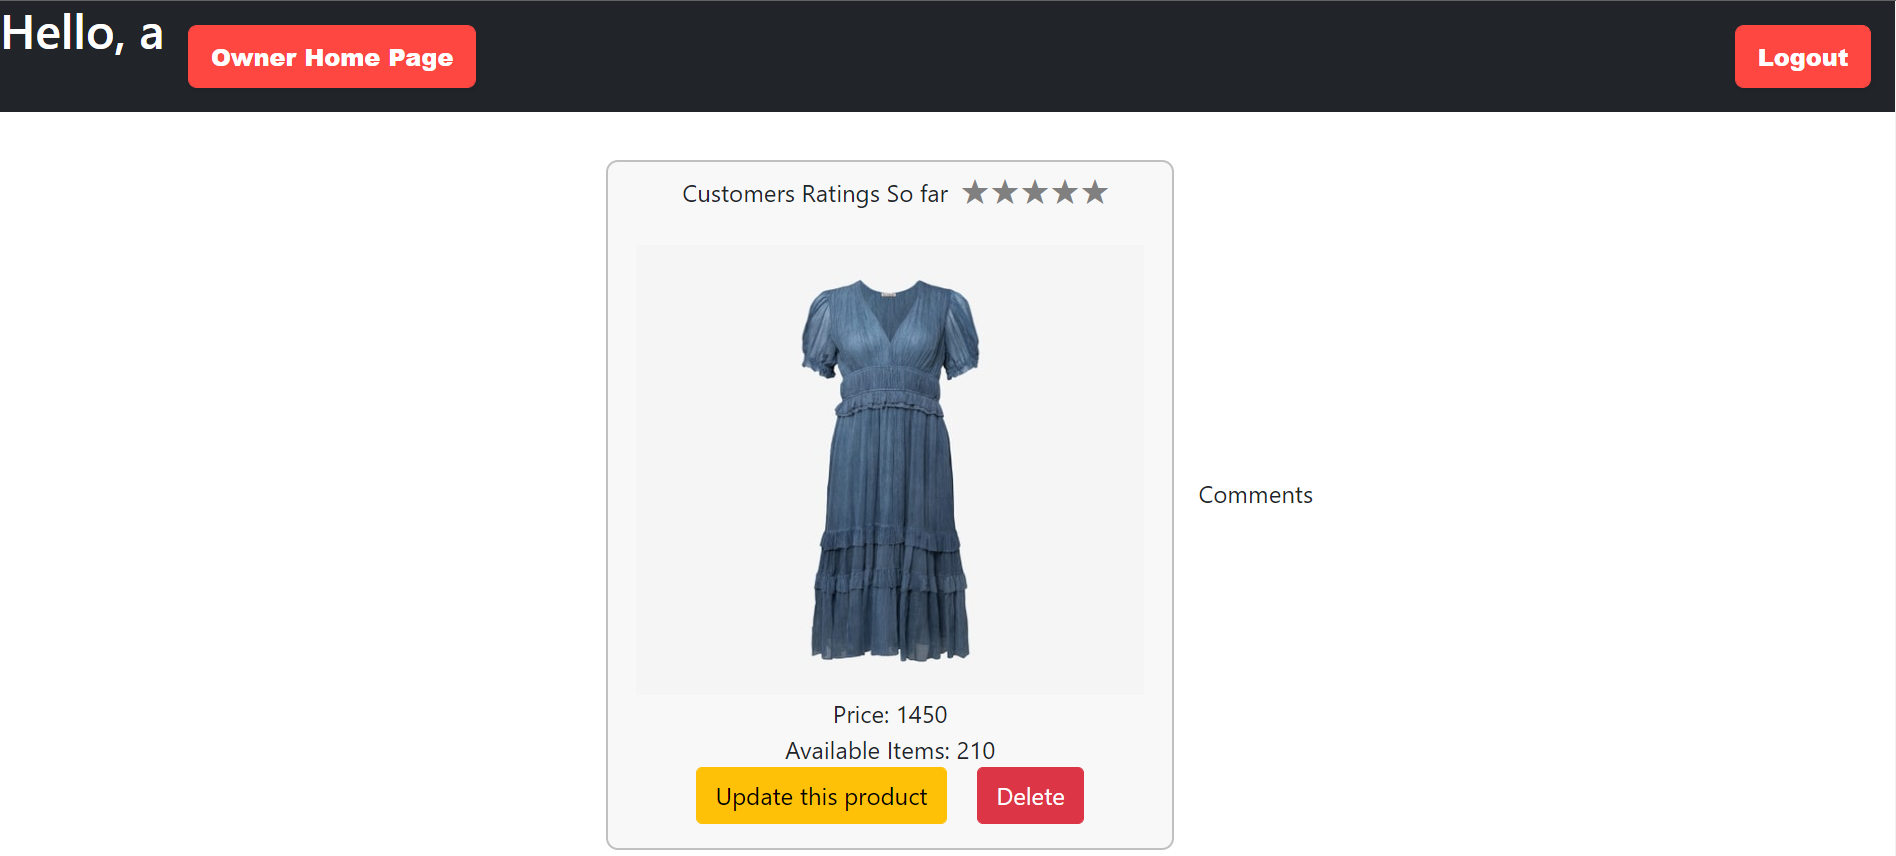 Hello, a
Owner Home Page
Logout
Customers Ratings So far ★★★★★
Comments
Price: 1450
Available Items: 210
Update this product
Delete